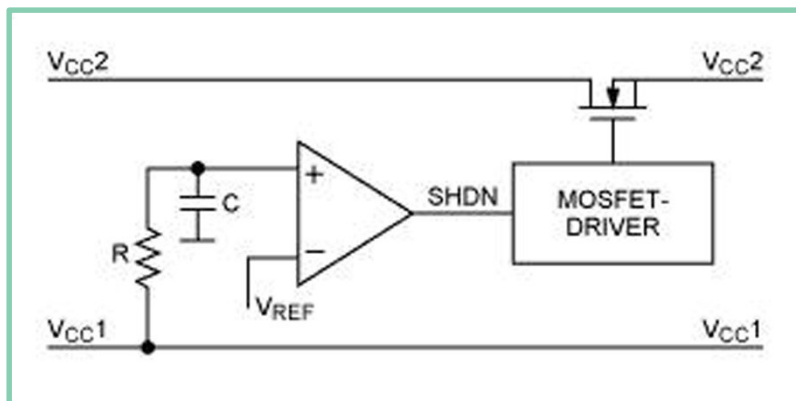 VCC2
VCC2
+
C
SHDN
MOSFET-
DRIVER
R
−
VREF
VCC1
VCC1